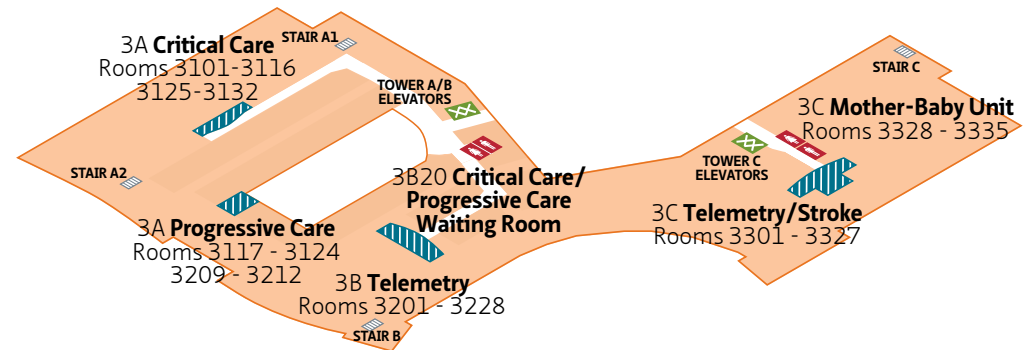 3A Critical Care
Rooms 3101-3116
3125-3132
STAIR A1
TOWER A/B
ELEVATORS
STAIR A2
3A Progressive Care
Rooms 3117 - 3124
3209 - 3212
3B20 Critical Care/
Progressive Care
Waiting Room
3B Telemetry
Rooms 3201 - 3228
STAIR B
STAIR C
3C Mother-Baby Unit
Rooms 3328 - 3335
TOWER C
ELEVATORS
3C Telemetry/Stroke
Rooms 3301 - 3327